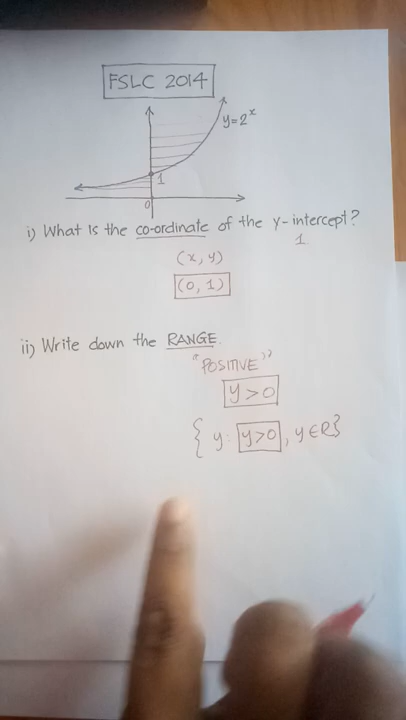 FSLC 2014
y=2ˣ
1
0
i) What Is the co-ordinate of the y-intercept?
1
(x, y)
(0, 1)
ii) Write down the RANGE.
"POSITIVE"
y>0
{ y: y>0, y∈R}